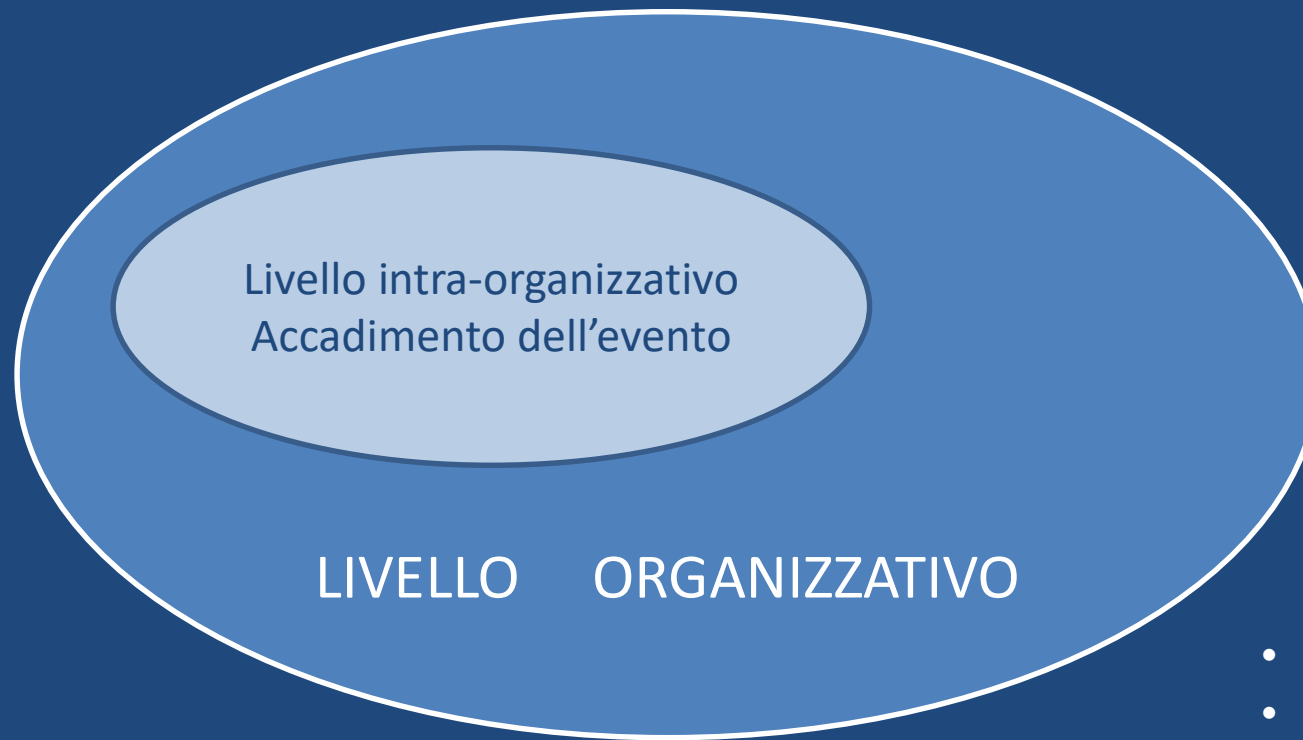 Livello intra-organizzativo
Accadimento dell’evento
LIVELLO ORGANIZZATIVO
•
•